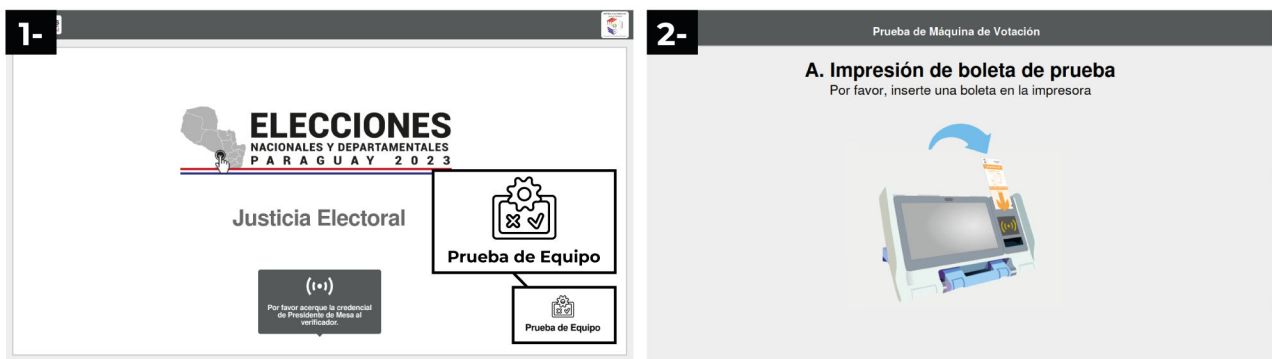 1-
ELECCIONES
NACIONALES Y DEPARTAMENTALES
PARAGUAY 2023
Justicia Electoral
Prueba de Equipo
Por favor acerque la credencial
de Presidente de Mesa al
verificador.
Prueba de Equipo
2-
Prueba de Máquina de Votación
A. Impresión de boleta de prueba
Por favor, inserte una boleta en la impresora